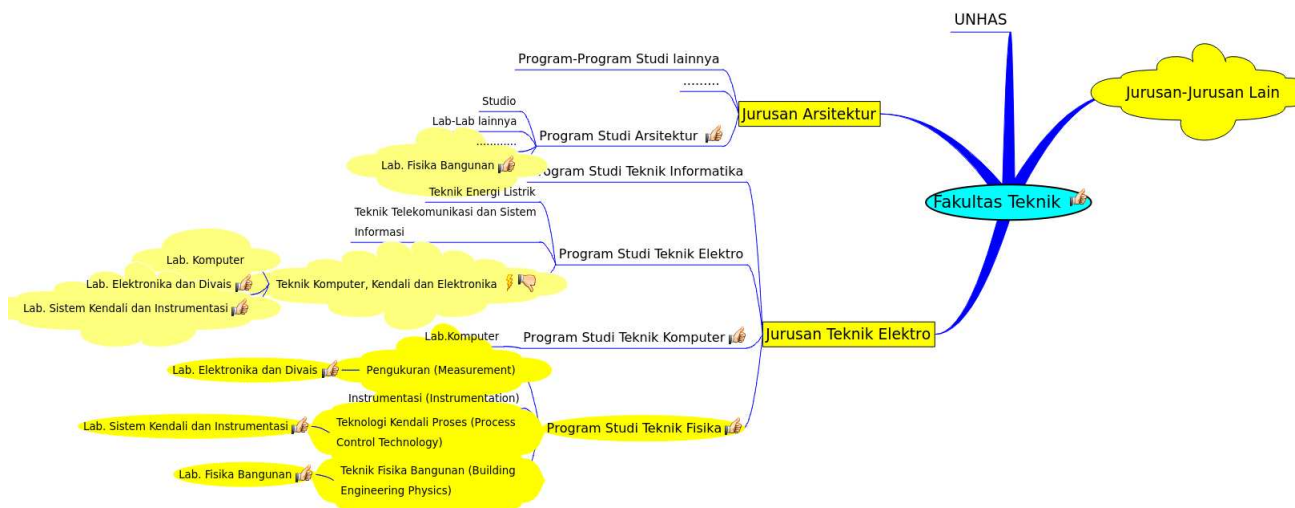 UNHAS
Jurusan-Jurusan Lain
Fakultas Teknik
Jurusan Arsitektur
Program-Program Studi lainnya
.........
Program Studi Arsitektur
Studio
Lab-Lab lainnya
............
Lab. Fisika Bangunan
Jurusan Teknik Elektro
rogram Studi Teknik Informatika
Program Studi Teknik Elektro
Teknik Energi Listrik
Teknik Telekomunikasi dan Sistem
Informasi
Teknik Komputer, Kendali dan Elektronika
Lab. Komputer
Lab. Elektronika dan Divais
Lab. Sistem Kendali dan Instrumentasi
Program Studi Teknik Komputer
Lab.Komputer
Program Studi Teknik Fisika
Pengukuran (Measurement)
Lab. Elektronika dan Divais
Instrumentasi (Instrumentation)
Teknologi Kendali Proses (Process
Control Technology)
Lab. Sistem Kendali dan Instrumentasi
Teknik Fisika Bangunan (Building
Engineering Physics)
Lab. Fisika Bangunan